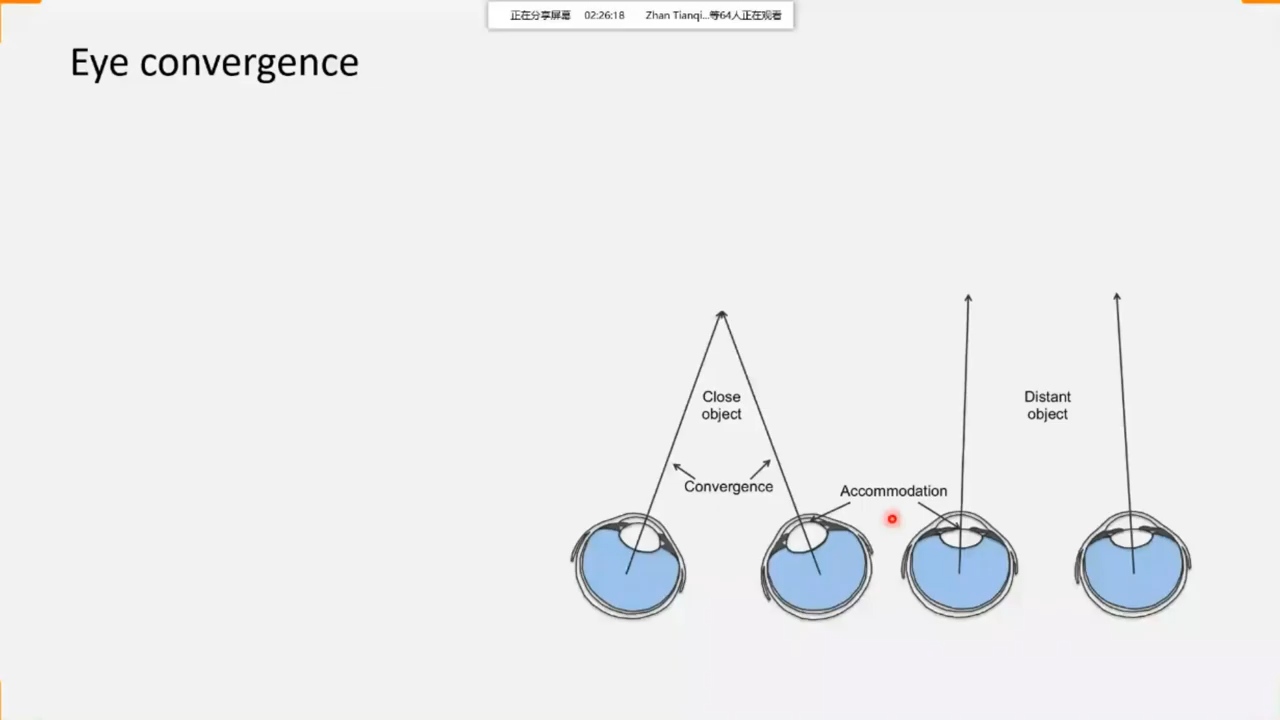 正在分享屏幕 02:26:18 Zhan Tianqi...等64人正在观看
Eye convergence
Close
object
Distant
object
Convergence
Accommodation